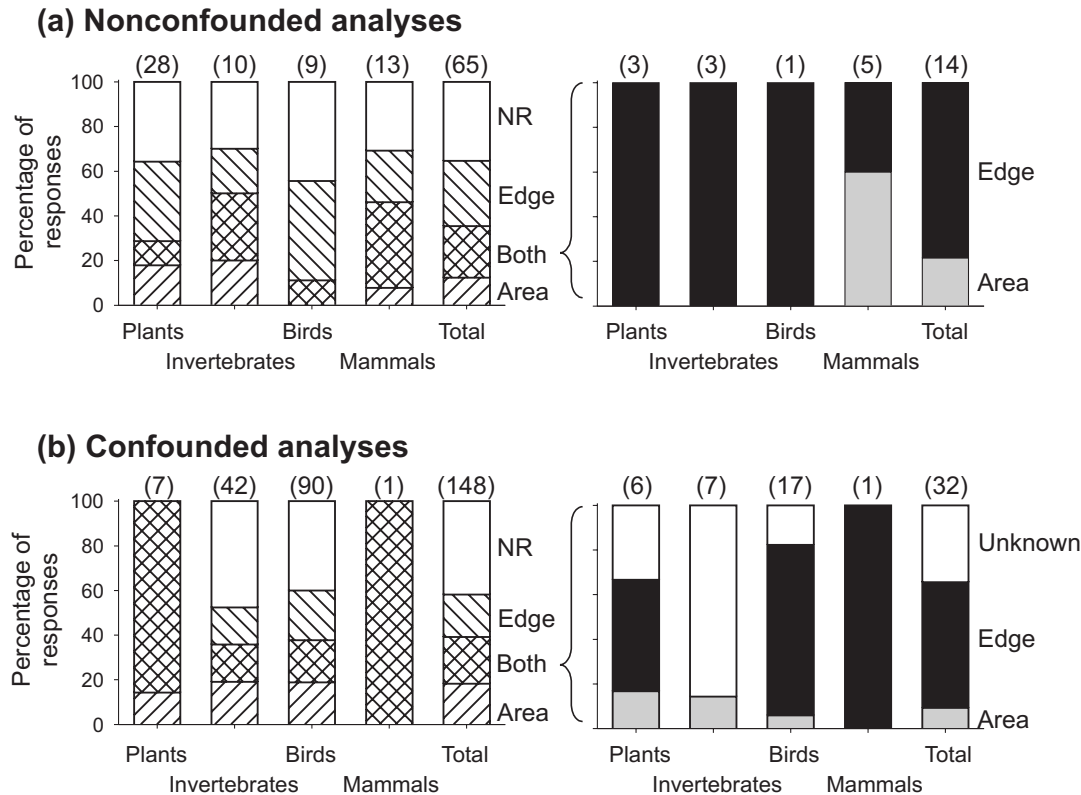 (a) Nonconfounded analyses
(28) (10) (9) (13) (65)
100
80
60
40
20
0
Percentage of
responses
NR
Edge
Both
Area
Plants Birds Total
Invertebrates Mammals
(3) (3) (1) (5) (14)
Edge
Area
Plants Birds Total
Invertebrates Mammals
(b) Confounded analyses
(7) (42) (90) (1) (148)
100
80
60
40
20
0
Percentage of
responses
NR
Edge
Both
Area
Plants Birds Total
Invertebrates Mammals
(6) (7) (17) (1) (32)
Unknown
Edge
Area
Plants Birds Total
Invertebrates Mammals